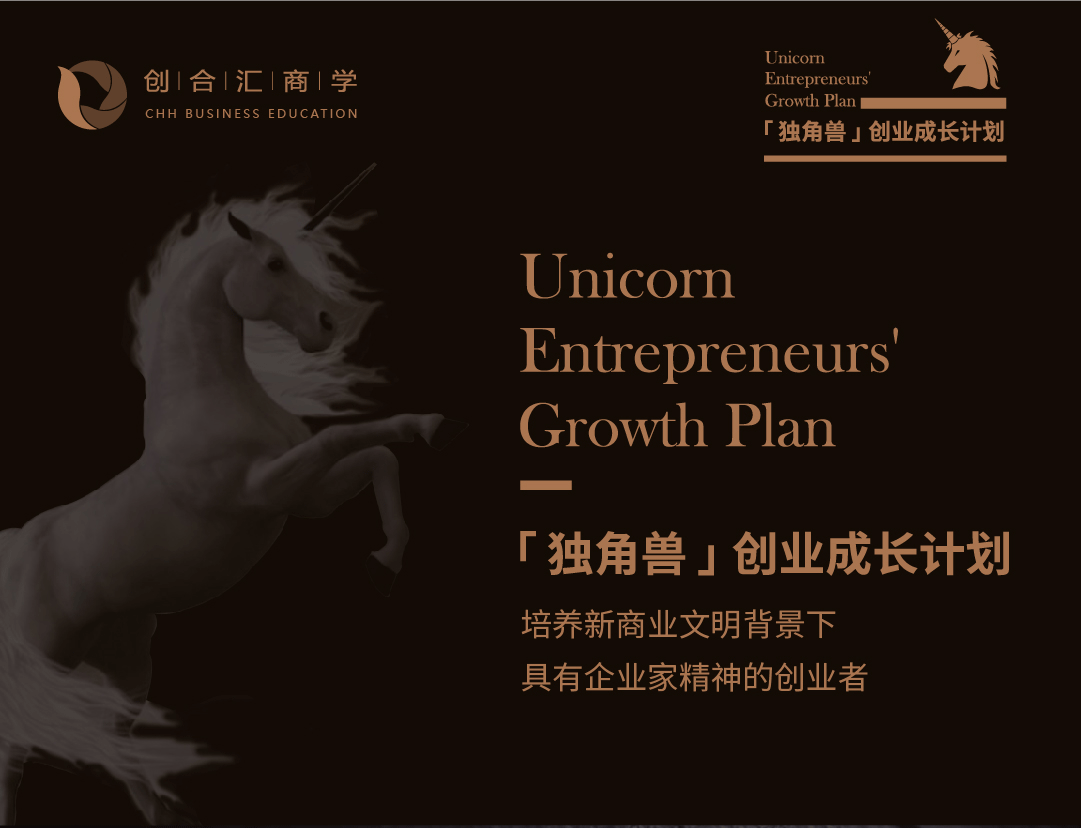 创合汇商学
CHH BUSINESS EDUCATION
Unicorn
Entrepreneurs'
Growth Plan
「独角兽」创业成长计划
Unicorn
Entrepreneurs'
Growth Plan
「独角兽」创业成长计划
培养新商业文明背景下
具有企业家精神的创业者